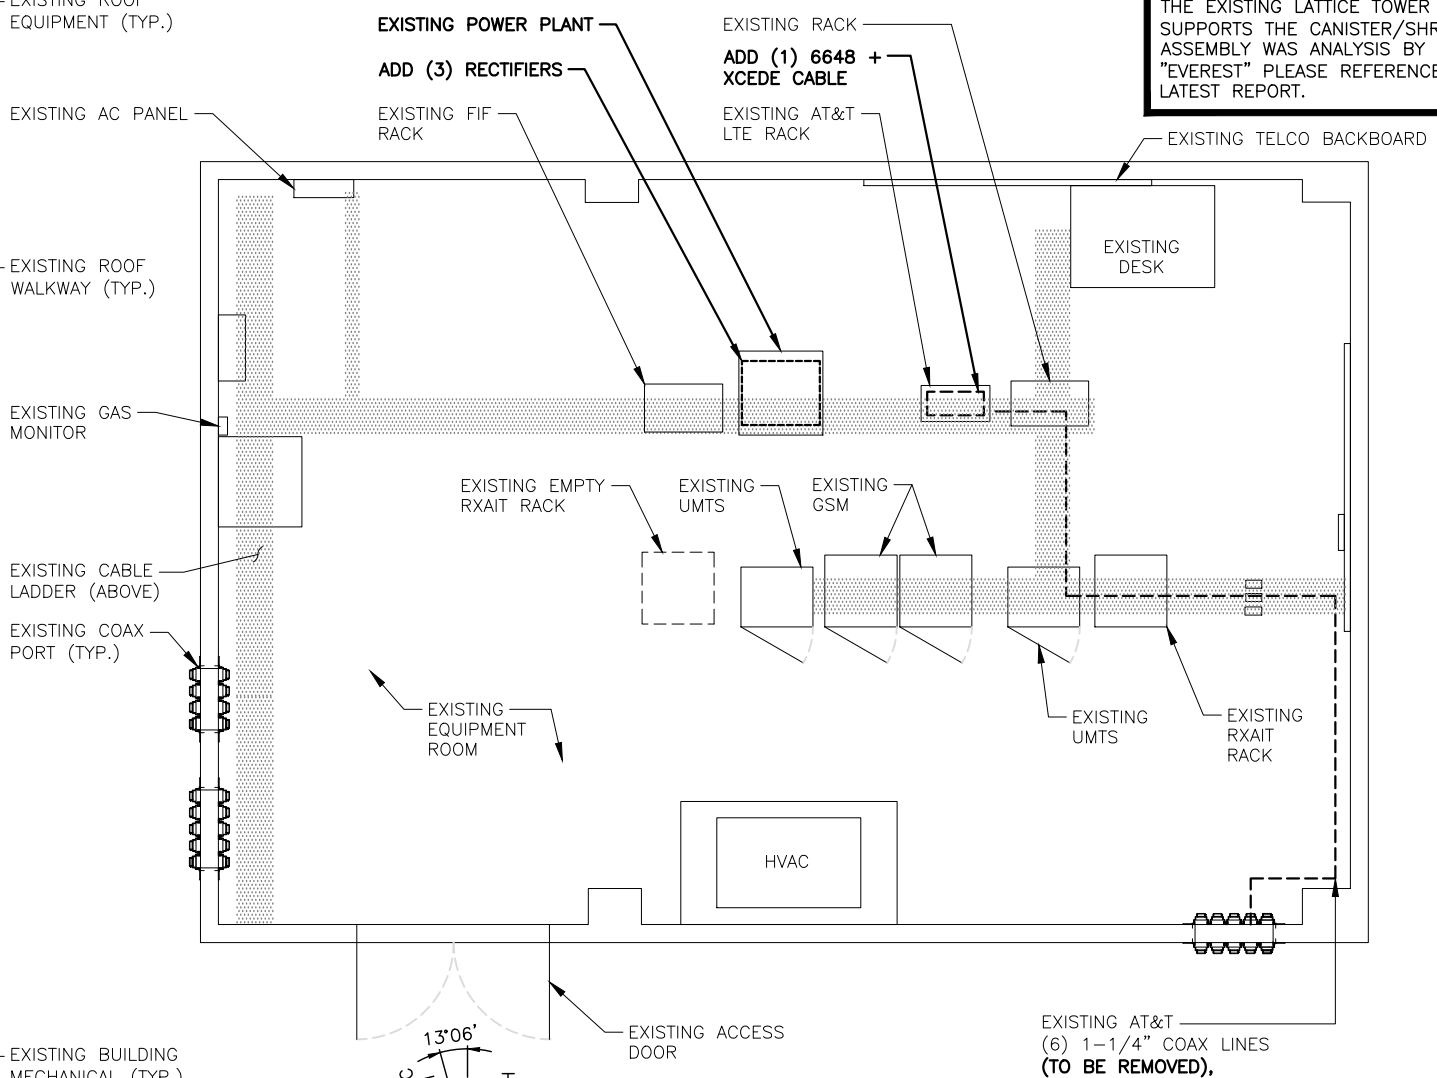 EXISTING ROOF
EQUIPMENT (TYP.)
EXISTING POWER PLANT
ADD (3) RECTIFIERS
EXISTING FIF
RACK
EXISTING RACK
ADD (1) 6648 +
XCEDE CABLE
EXISTING AT&T
LTE RACK
THE EXISTING LATTICE TOWER
SUPPORTS THE CANISTER/SHR
ASSEMBLY WAS ANALYSIS BY
"EVEREST" PLEASE REFERENCE
LATEST REPORT.
EXISTING AC PANEL
EXISTING TELCO BACKBOARD
EXISTING ROOF
WALKWAY (TYP.)
EXISTING
DESK
EXISTING GAS
MONITOR
EXISTING EMPTY
RXAIT RACK
EXISTING
UMTS
EXISTING
GSM
EXISTING CABLE
LADDER (ABOVE)
EXISTING COAX
PORT (TYP.)
EXISTING
EQUIPMENT
ROOM
EXISTING
UMTS
EXISTING
RXAIT
RACK
HVAC
EXISTING ACCESS
DOOR
EXISTING AT&T
(6) 1-1/4" COAX LINES
(TO BE REMOVED),
13°06'
EXISTING BUILDING
MECHANICAL (TYP.)